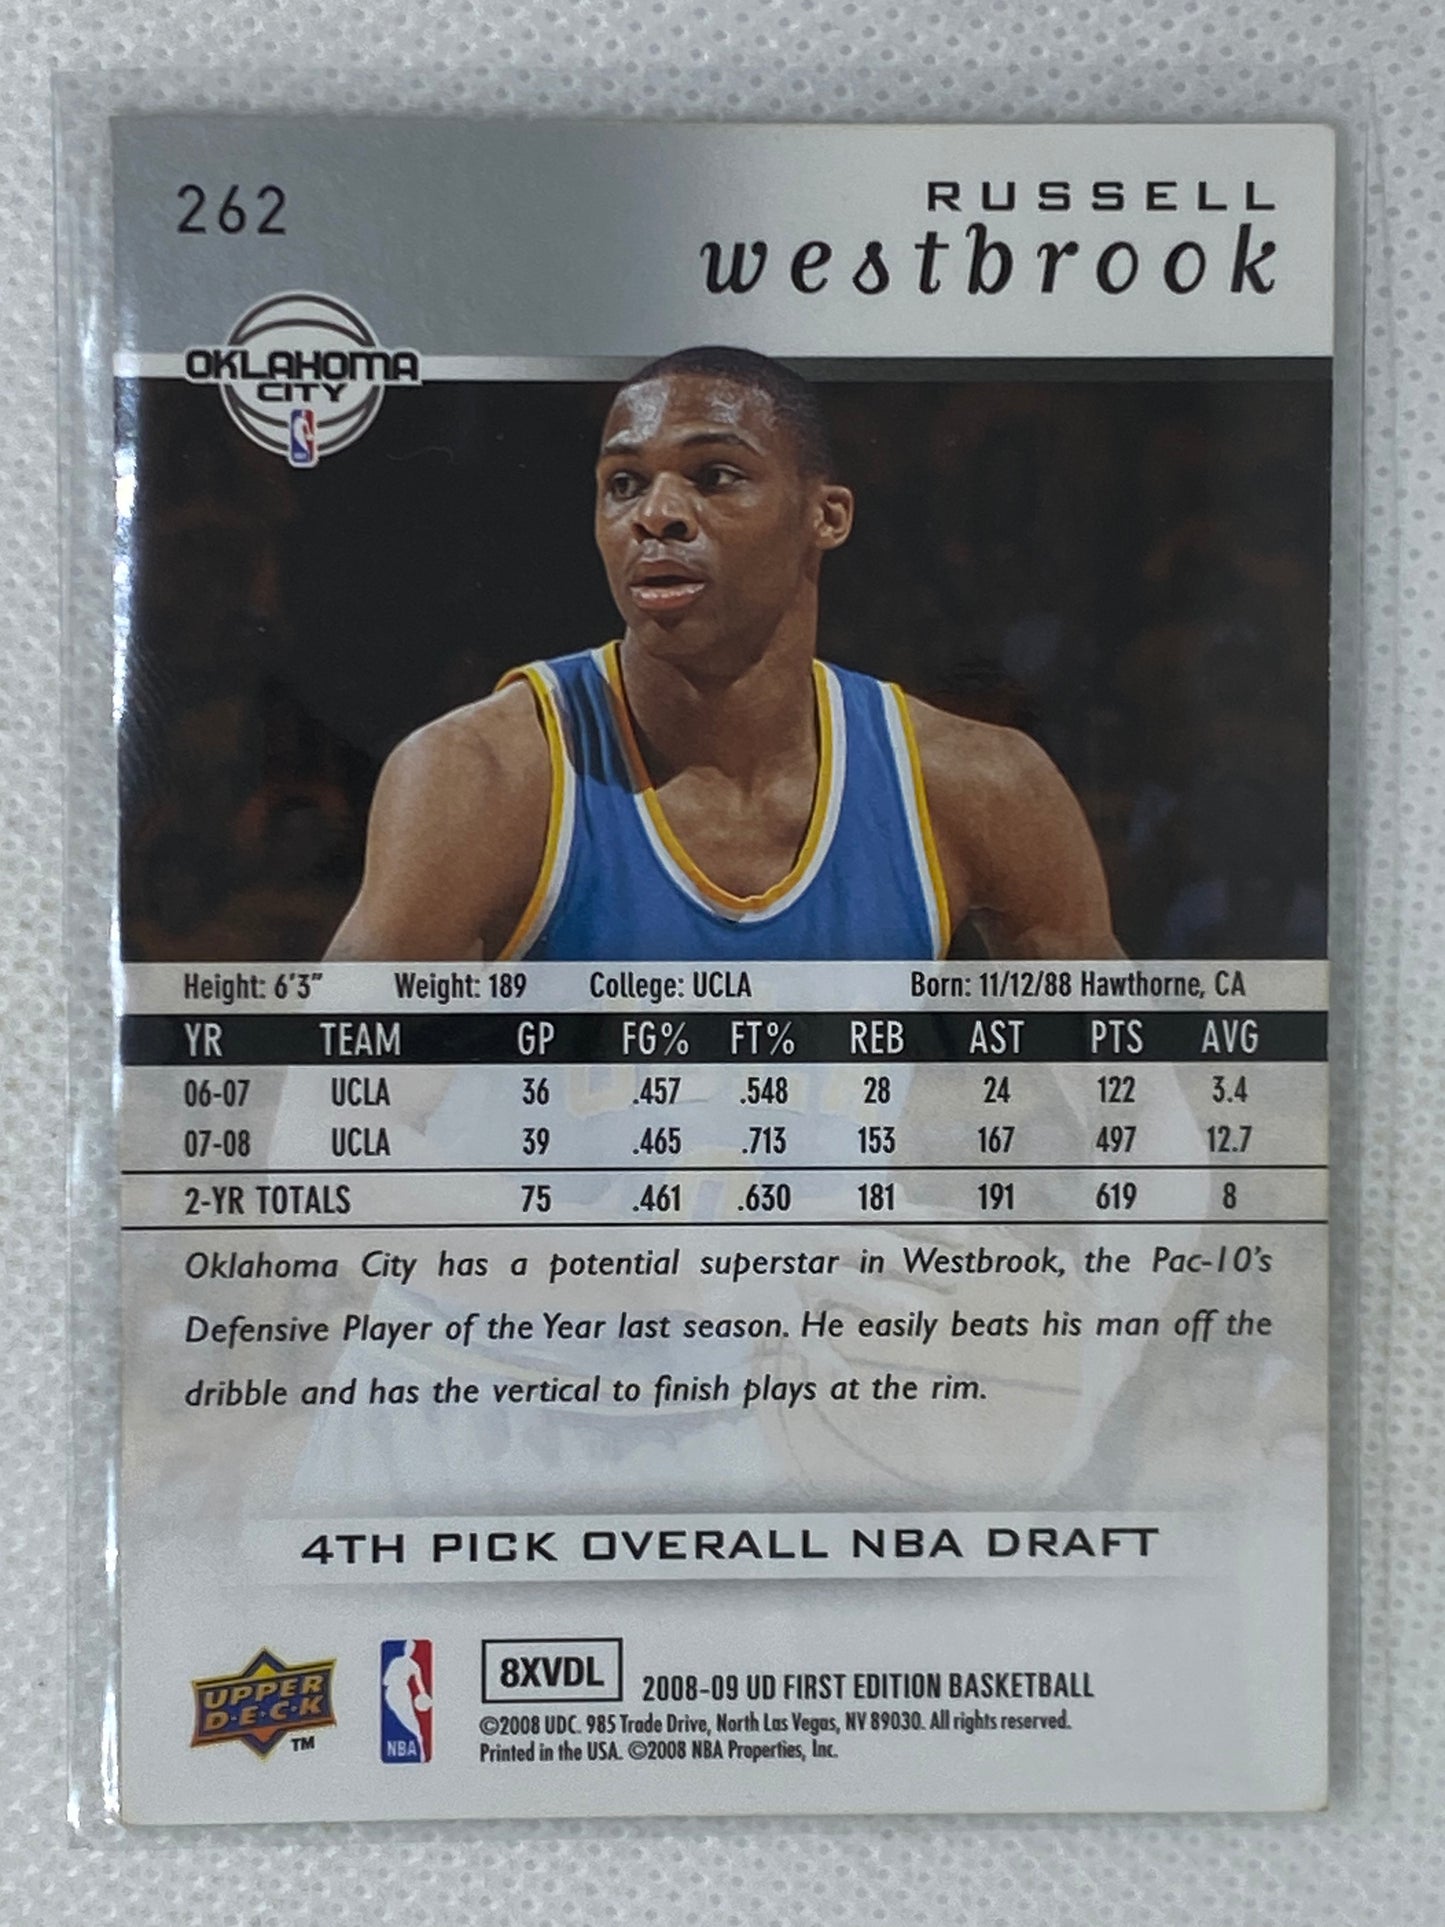 262
RUSSELL
westbrook
OKLAHOMA
CITY
Height: 6'3" Weight: 189 College: UCLA Born: 11/12/88 Hawthorne, CA
YR TEAM GP FG% FT% REB AST PTS AVG
06-07 UCLA 36 .457 .548 28 24 122 3.4
07-08 UCLA 39 .465 .713 153 167 497 12.7
2-YR TOTALS 75 .461 .630 181 191 619 8
Oklahoma City has a potential superstar in Westbrook, the Pac-10's
Defensive Player of the Year last season. He easily beats his man off the
dribble and has the vertical to finish plays at the rim.
4TH PICK OVERALL NBA DRAFT
UPPER
D·E·C·K
TM
NBA
8XVDL
2008-09 UD FIRST EDITION BASKETBALL
©2008 UDC. 985 Trade Drive, North Las Vegas, NV 89030. All rights reserved.
Printed in the USA. ©2008 NBA Properties, Inc.